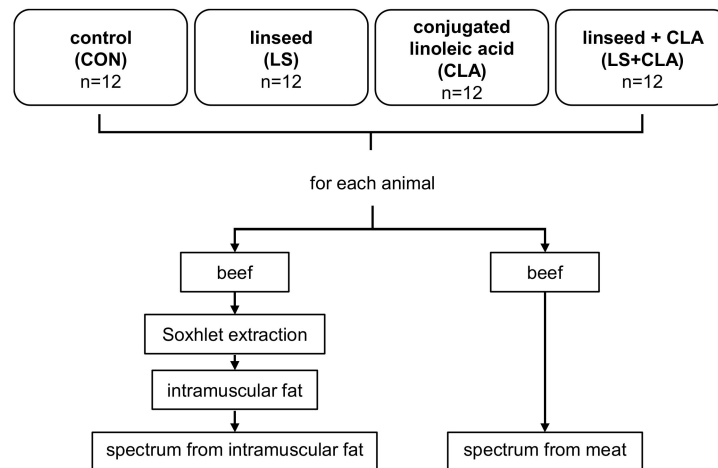 control
(CON)
n=12
linseed
(LS)
n=12
conjugated
linoleic acid
(CLA)
n=12
linseed + CLA
(LS+CLA)
n=12
for each animal
beef
beef
Soxhlet extraction
intramuscular fat
spectrum from intramuscular fat
spectrum from meat